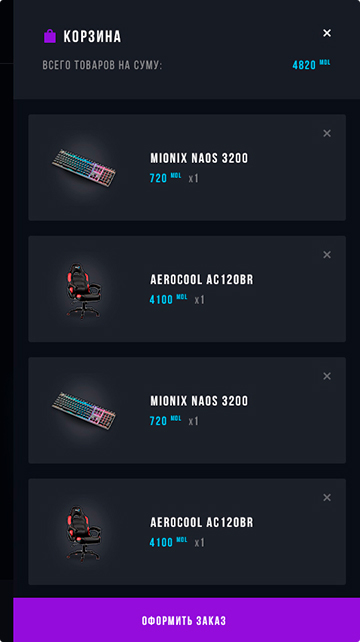 КОРЗИНА
ВСЕГО ТОВАРОВ НА СУМУ:
4820 MDL
MIONIX NAOS 3200
720 MDL x1
AEROCOOL AC120BR
4100 MDL x1
MIONIX NAOS 3200
720 MDL x1
AEROCOOL AC120BR
4100 MDL x1
ОФОРМИТЬ ЗАКАЗ